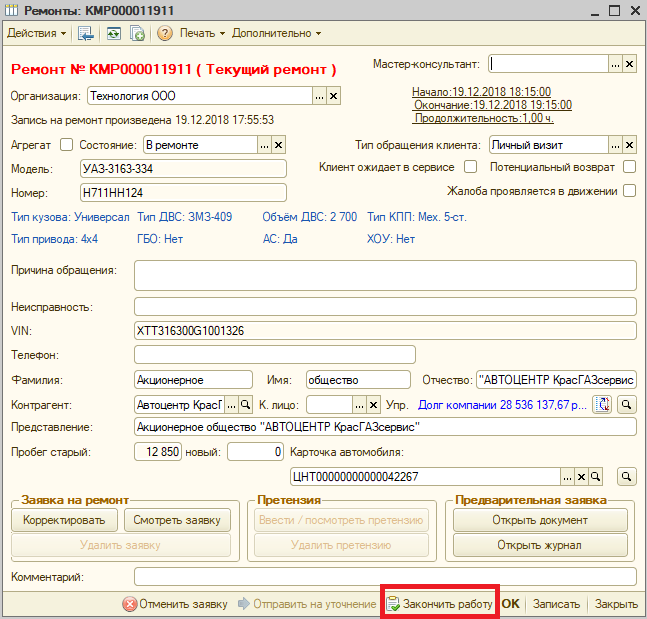 Ремонты: КМР000011911
Действия Печать Дополнительно
Ремонт № КМР000011911 ( Текущий ремонт )
Мастер-консультант:
Организация: Технология ООО
Начало:19.12.2018 18:15:00
Окончание:19.12.2018 19:15:00
Продолжительность:1,00 ч.
Запись на ремонт произведена 19.12.2018 17:55:53
Агрегат Состояние: В ремонте
Тип обращения клиента: Личный визит
Модель: УАЗ-3163-334
Клиент ожидает в сервисе Потенциальный возврат
Номер: Н711НН124
Жалоба проявляется в движении
Тип кузова: Универсал Тип ДВС: ЗМЗ-409 Объём ДВС: 2 700 Тип КПП: Мех. 5-ст.
Тип привода: 4x4 ГБО: Нет АС: Да ХОУ: Нет
Причина обращения:
Неисправность:
VIN: XTT316300G1001326
Телефон:
Фамилия: Акционерное Имя: общество Отчество: "АВТОЦЕНТР КрасГАЗсервис
Контрагент: Автоцентр КрасГ ... К. лицо: ... Упр. Долг компании 28 536 137,67 р...
Представление: Акционерное общество "АВТОЦЕНТР КрасГАЗсервис"
Пробег старый: 12 850 новый: 0 Карточка автомобиля:
ЦНТ00000000000042267
Заявка на ремонт Претензия Предварительная заявка
Корректировать Смотреть заявку Ввести / посмотреть претензию Открыть документ
Удалить заявку Удалить претензию Открыть журнал
Комментарий:
Отменить заявку Отправить на уточнение Закончить работу OK Записать Закрыть